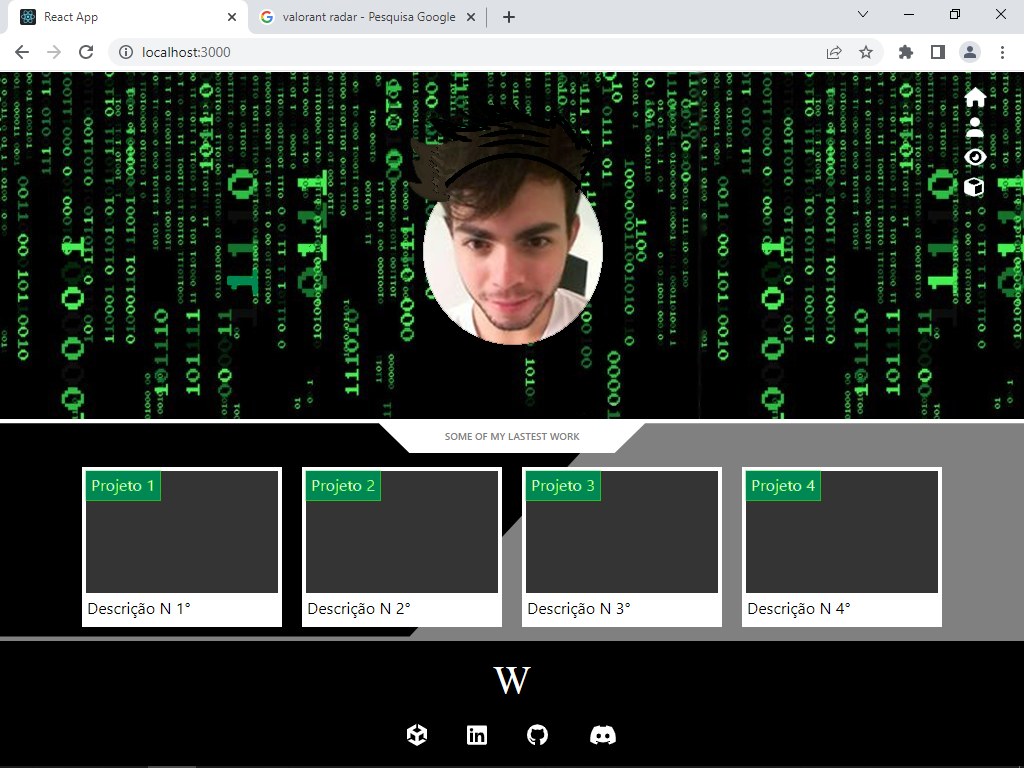 React App
valorant radar - Pesquisa Google
localhost:3000
SOME OF MY LASTEST WORK
Projeto 1
Projeto 2
Projeto 3
Projeto 4
Descrição N 1°
Descrição N 2°
Descrição N 3°
Descrição N 4°
W